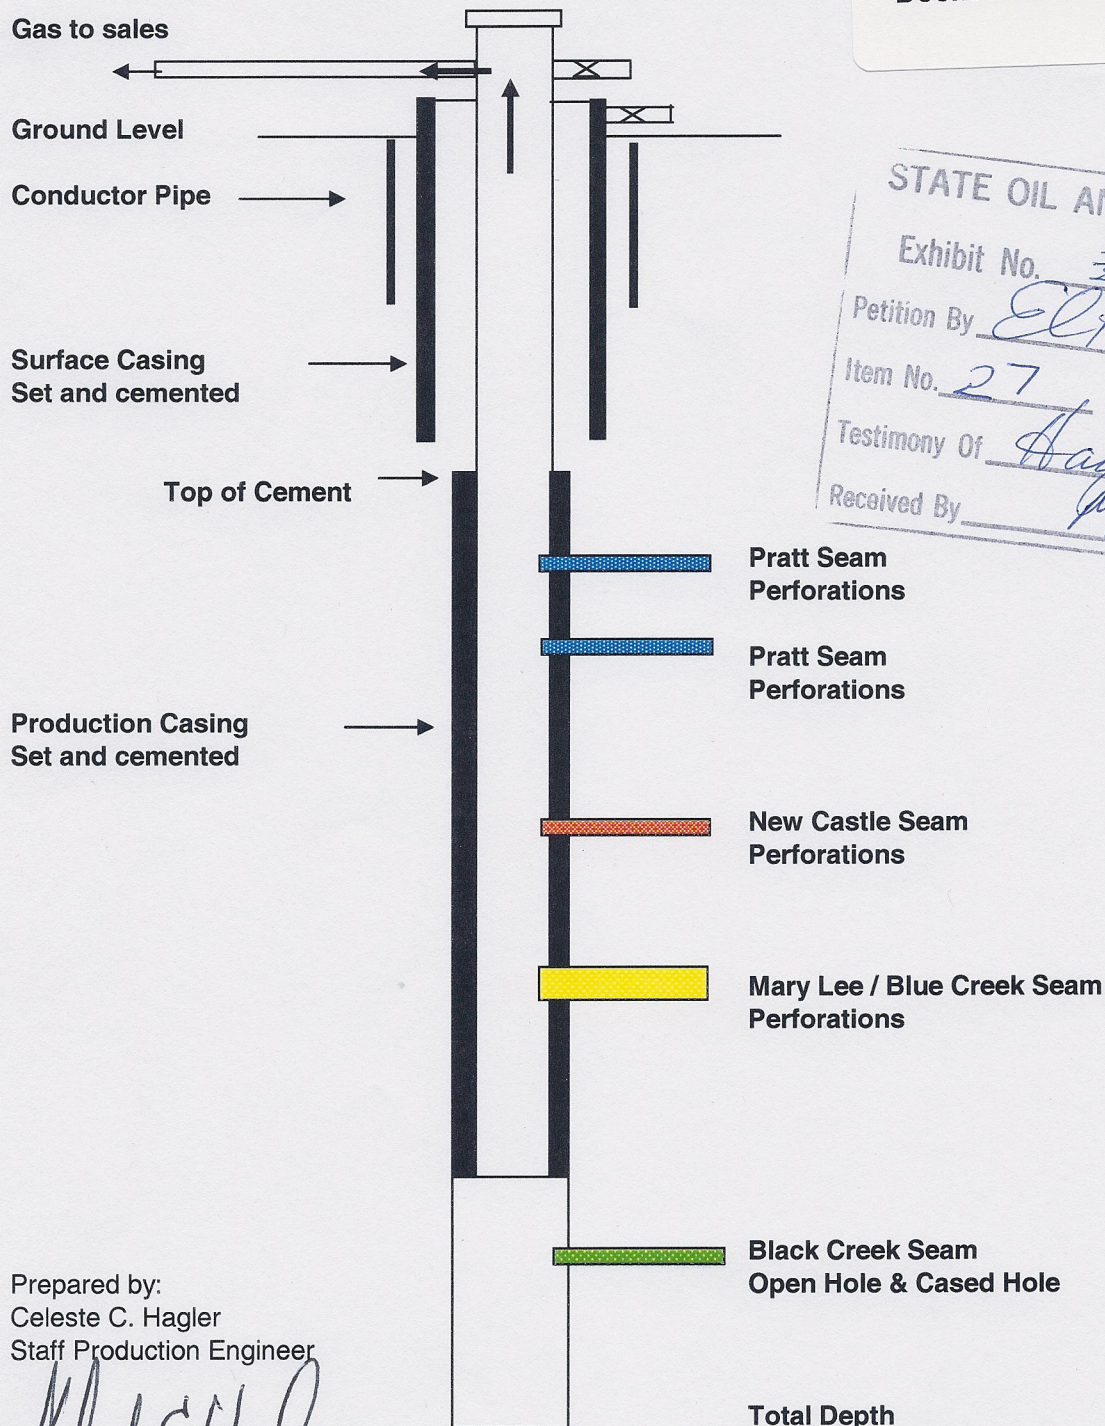 Gas to sales
Ground Level
Conductor Pipe
STATE OIL
Exhibit No.
Petition By
Item No. 27
Testimony Of
Received By
Surface Casing
Set and cemented
Top of Cement
Pratt Seam
Perforations
Pratt Seam
Perforations
Production Casing
Set and cemented
New Castle Seam
Perforations
Mary Lee / Blue Creek Seam
Perforations
Black Creek Seam
Open Hole & Cased Hole
Prepared by:
Celeste C. Hagler
Staff Production Engineer
Total Depth